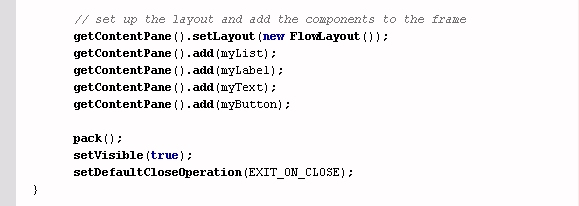 // set up the layout and add the components to the frame
getContentPane().setLayout(new FlowLayout());
getContentPane().add(myList);
getContentPane().add(myLabel);
getContentPane().add(myText);
getContentPane().add(myButton);
pack();
setVisible(true);
setDefaultCloseOperation(EXIT_ON_CLOSE);
}